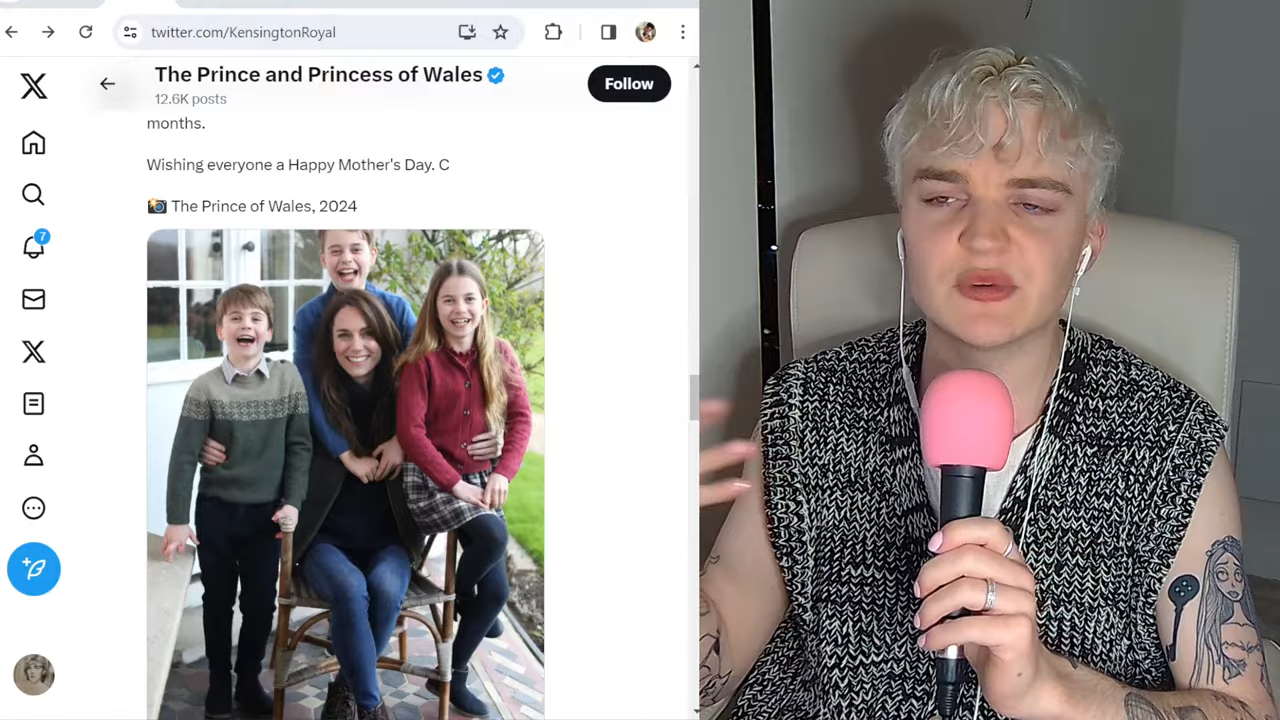 twitter.com/KensingtonRoyal
The Prince and Princess of Wales
12.6K posts
Follow
7
months.
Wishing everyone a Happy Mother's Day. C
The Prince of Wales, 2024